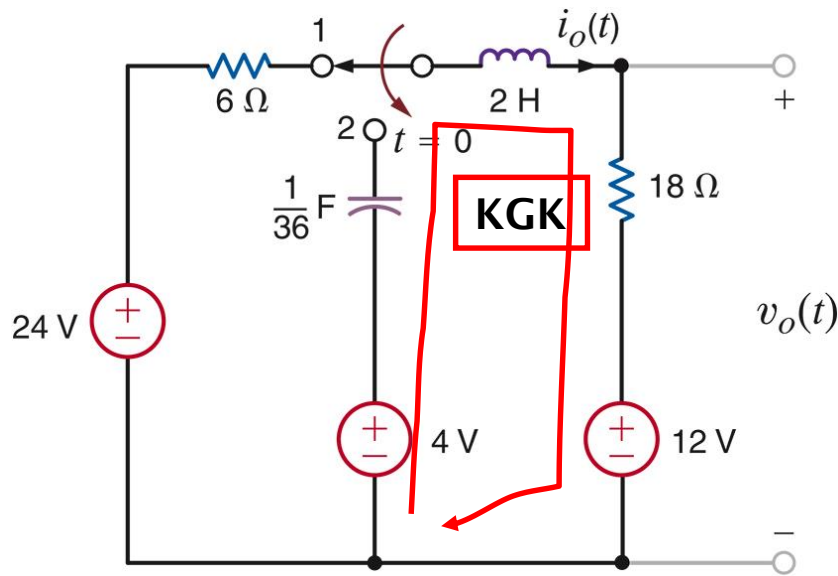 1
i_o(t)
6 Ω
2 H
+
2
t = 0
1/36 F
KGK
18 Ω
+
−
24 V
v_o(t)
+
−
4 V
+
−
12 V
−